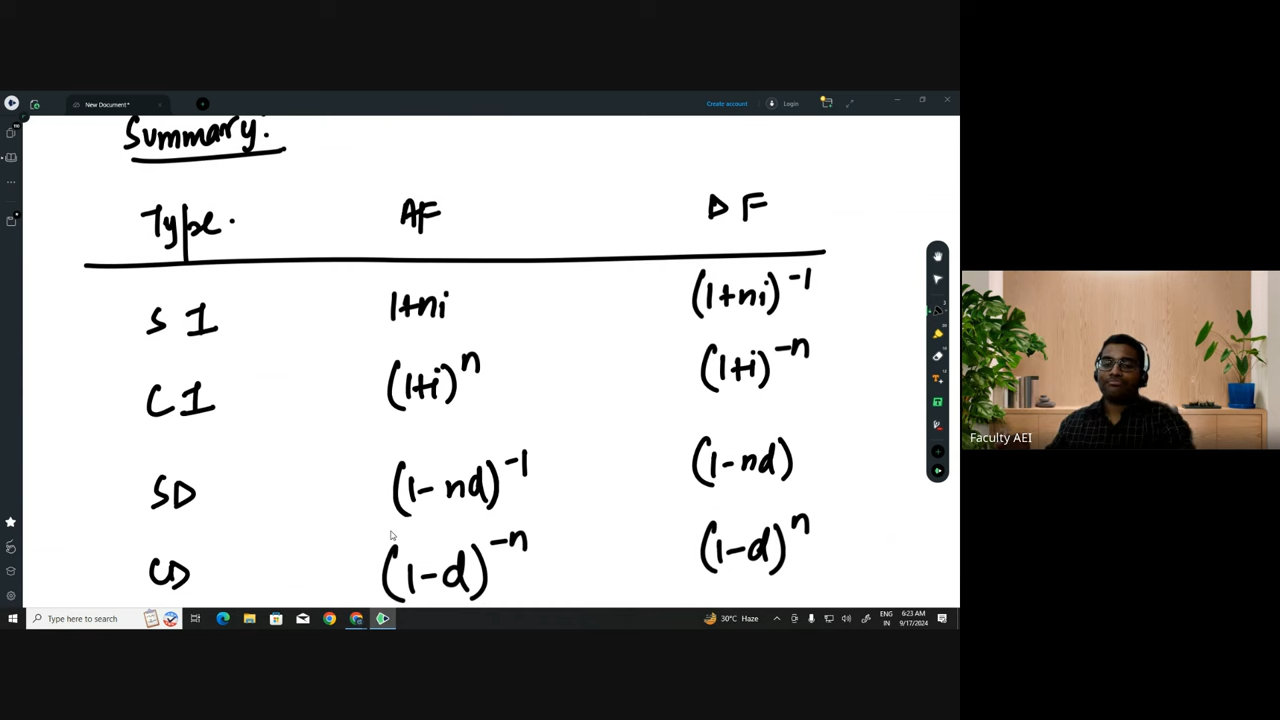 New Document*
Create account
Login
Summary:
Type. AF DF
SI 1+ni (1+ni)^-1
CI (1+i)^n (1+i)^-n
SD (1-nd)^-1 (1-nd)
CD (1-d)^-n (1-d)^n
Faculty AEI
Type here to search
30°C Haze
ENG
IN
6:23 AM
9/17/2024